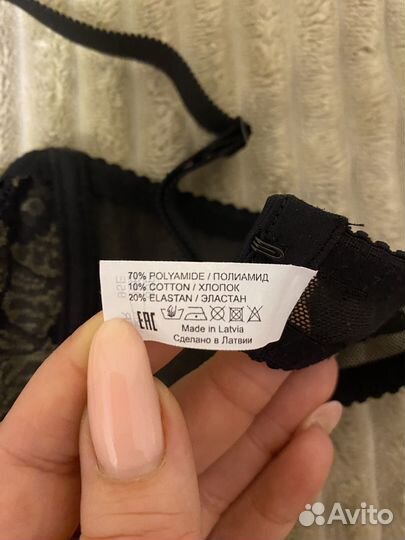 70% POLYAMIDE / ПОЛИАМИД
10% COTTON / ХЛОПОК
20% ELASTAN / ЭЛАСТАН
EAC
Made in Latvia
Сделано в Латвии
Avito